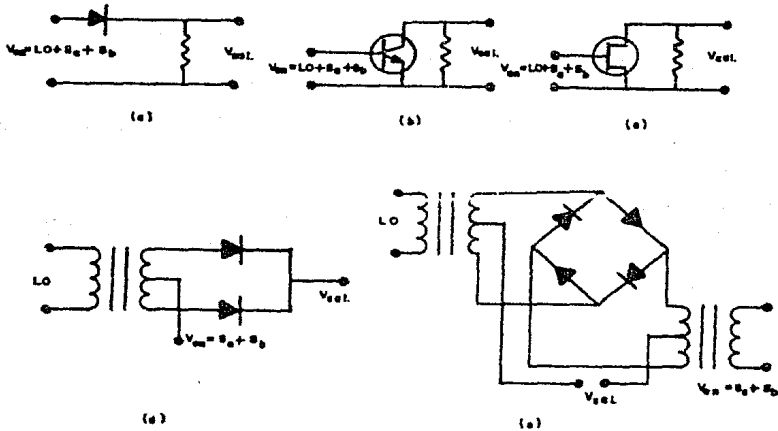 Ven=LO+Sa+Sb
Vsal.
(a)
Ven=LO+Sa+Sb
Vsal.
(b)
Ven=LO+Sa+Sb
Vsal.
(c)
LO
Vsal.
Ven=Sa+Sb
(d)
LO
Vsal.
Ven=Sa+Sb
(e)